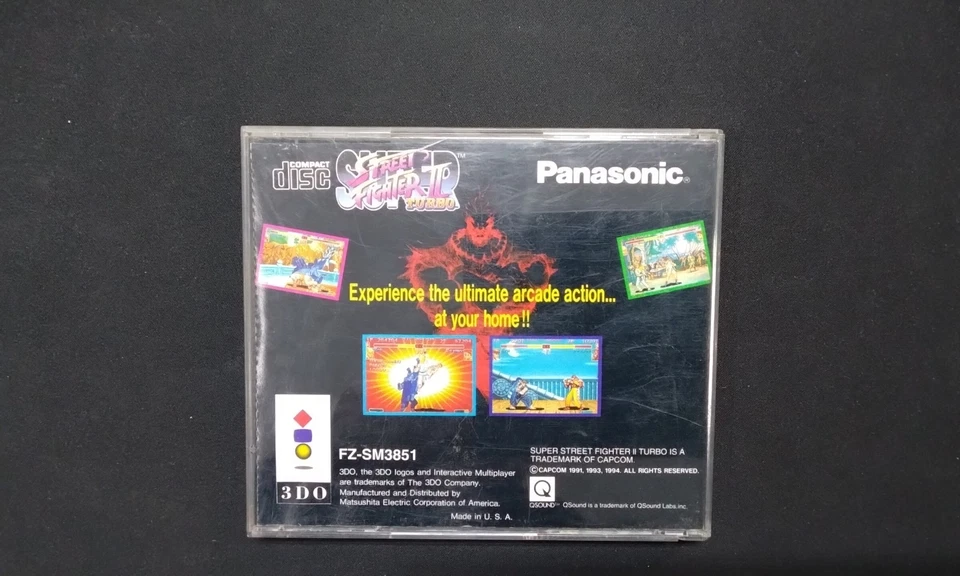 COMPACT
disc
SUPER
STREET
FIGHTER II
TURBO
TM
Panasonic®
Experience the ultimate arcade action...
at your home!!
3DO
FZ-SM3851
3DO, the 3DO logos and Interactive Multiplayer
are trademarks of The 3DO Company.
Manufactured and Distributed by
Matsushita Electric Corporation of America.
Made in U. S. A.
SUPER STREET FIGHTER II TURBO IS A
TRADEMARK OF CAPCOM.
©CAPCOM 1991, 1993, 1994. ALL RIGHTS RESERVED.
Q
QSOUND™ QSound is a trademark of QSound Labs.inc.